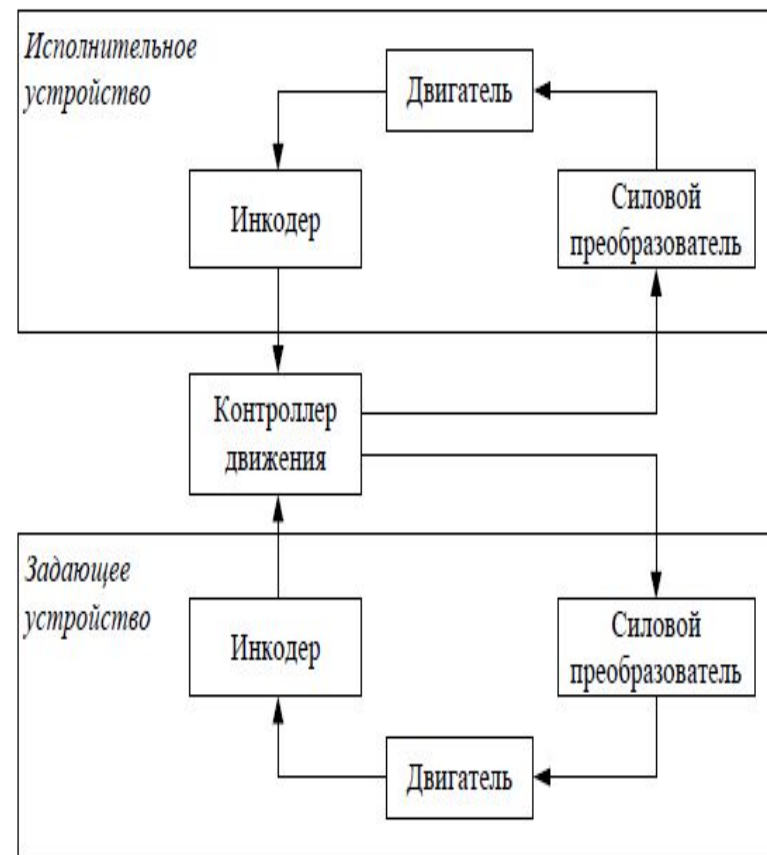 Исполнительное
устройство
Двигатель
Инкодер
Силовой
преобразователь
Контроллер
движения
Задающее
устройство
Инкодер
Силовой
преобразователь
Двигатель